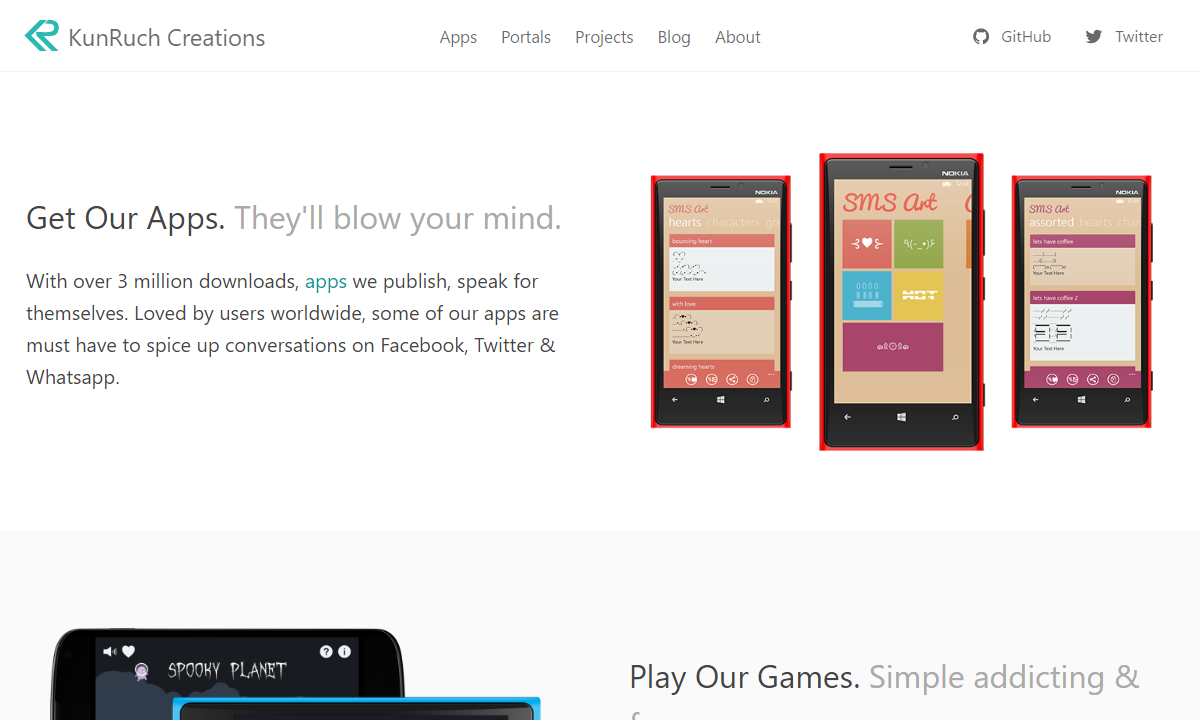 KunRuch Creations
Apps Portals Projects Blog About
GitHub Twitter
Get Our Apps. They'll blow your mind.
With over 3 million downloads, apps we publish, speak for
themselves. Loved by users worldwide, some of our apps are
must have to spice up conversations on Facebook, Twitter &
Whatsapp.
NOKIA
SMS Art
hearts characters
bouncing heart
Your Text Here
with love
Your Text Here
dreaming hearts
NOKIA
SMS Art
NOKIA
SMS Art
assorted hearts
lets have coffee
Your Text Here
lets have coffee 2
Your Text Here
SPOOKY PLANET
Play Our Games. Simple addicting &